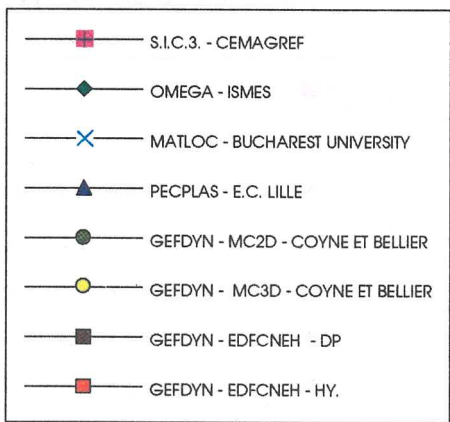 S.I.C.3. - CEMAGREF
OMEGA - ISMES
MATLOC - BUCHAREST UNIVERSITY
PECPLAS - E.C. LILLE
GEFDYN - MC2D - COYNE ET BELLIER
GEFDYN - MC3D - COYNE ET BELLIER
GEFDYN - EDFCNEH - DP
GEFDYN - EDFCNEH - HY.